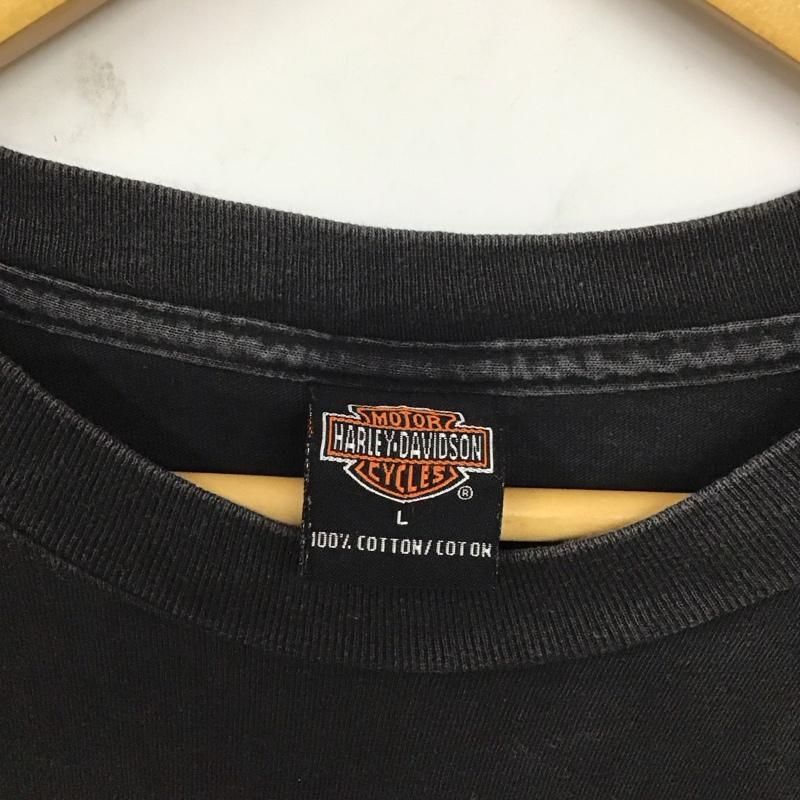 MOTOR
HARLEY-DAVIDSON
CYCLES
®
L
100% COTTON/COTON